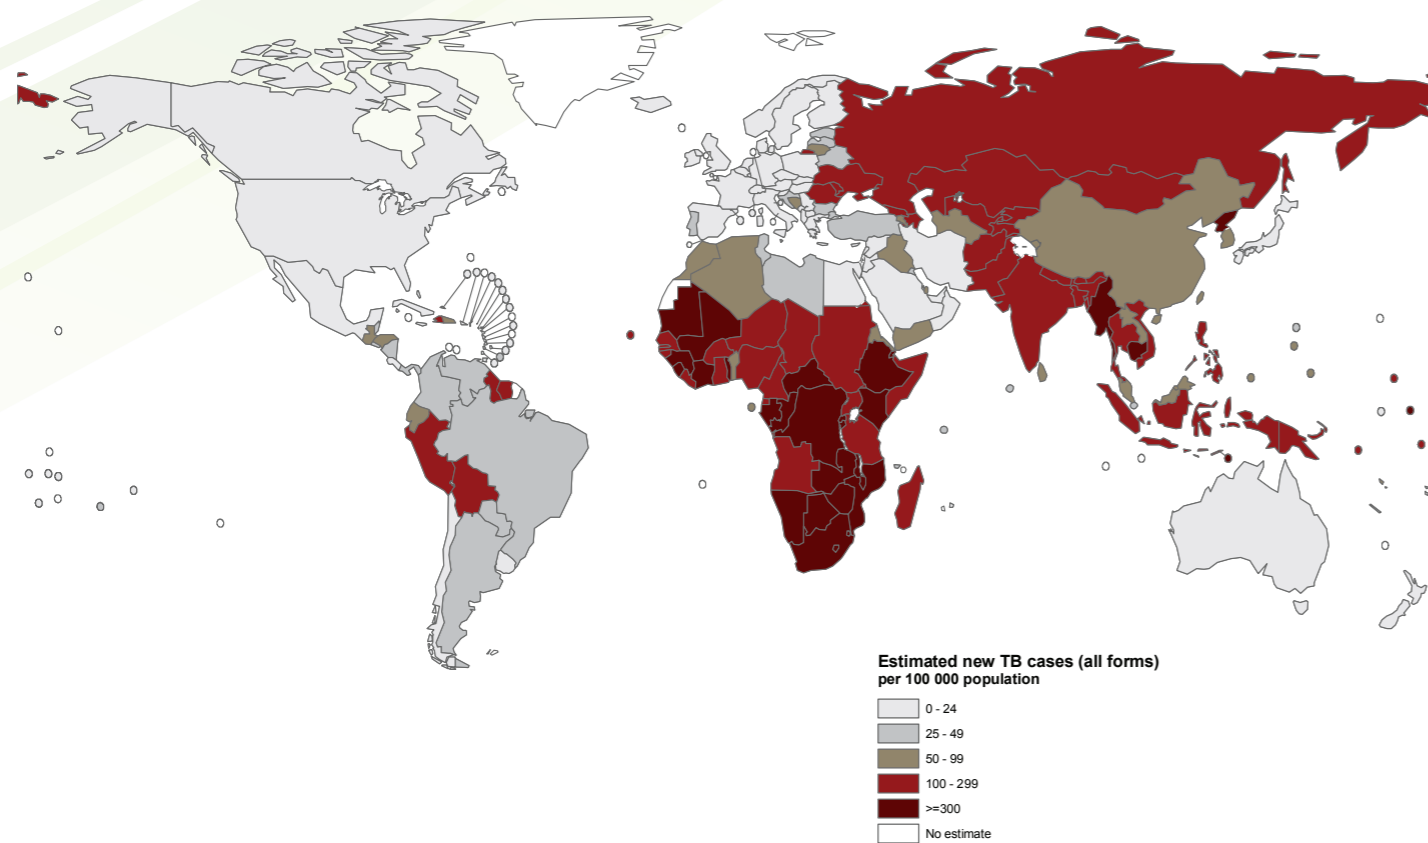 Estimated new TB cases (all forms)
per 100 000 population
0 - 24
25 - 49
50 - 99
100 - 299
>=300
No estimate